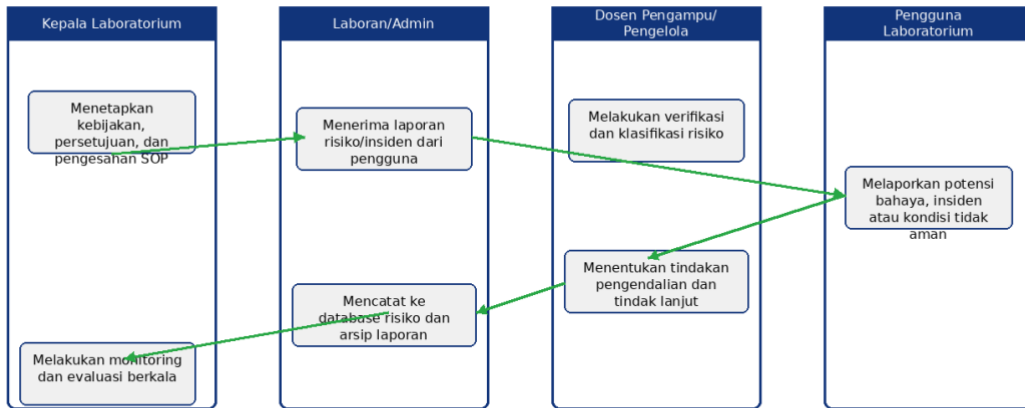 Kepala Laboratorium
Laboran/Admin
Dosen Pengampu/
Pengelola
Pengguna
Laboratorium
Menetapkan
kebijakan,
persetujuan, dan
pengesahan SOP
Menerima laporan
risiko/insiden dari
pengguna
Melakukan verifikasi
dan klasifikasi risiko
Melaporkan potensi
bahaya, insiden
atau kondisi tidak
aman
Menentukan tindakan
pengendalian dan
tindak lanjut
Mencatat ke
database risiko dan
arsip laporan
Melakukan monitoring
dan evaluasi berkala